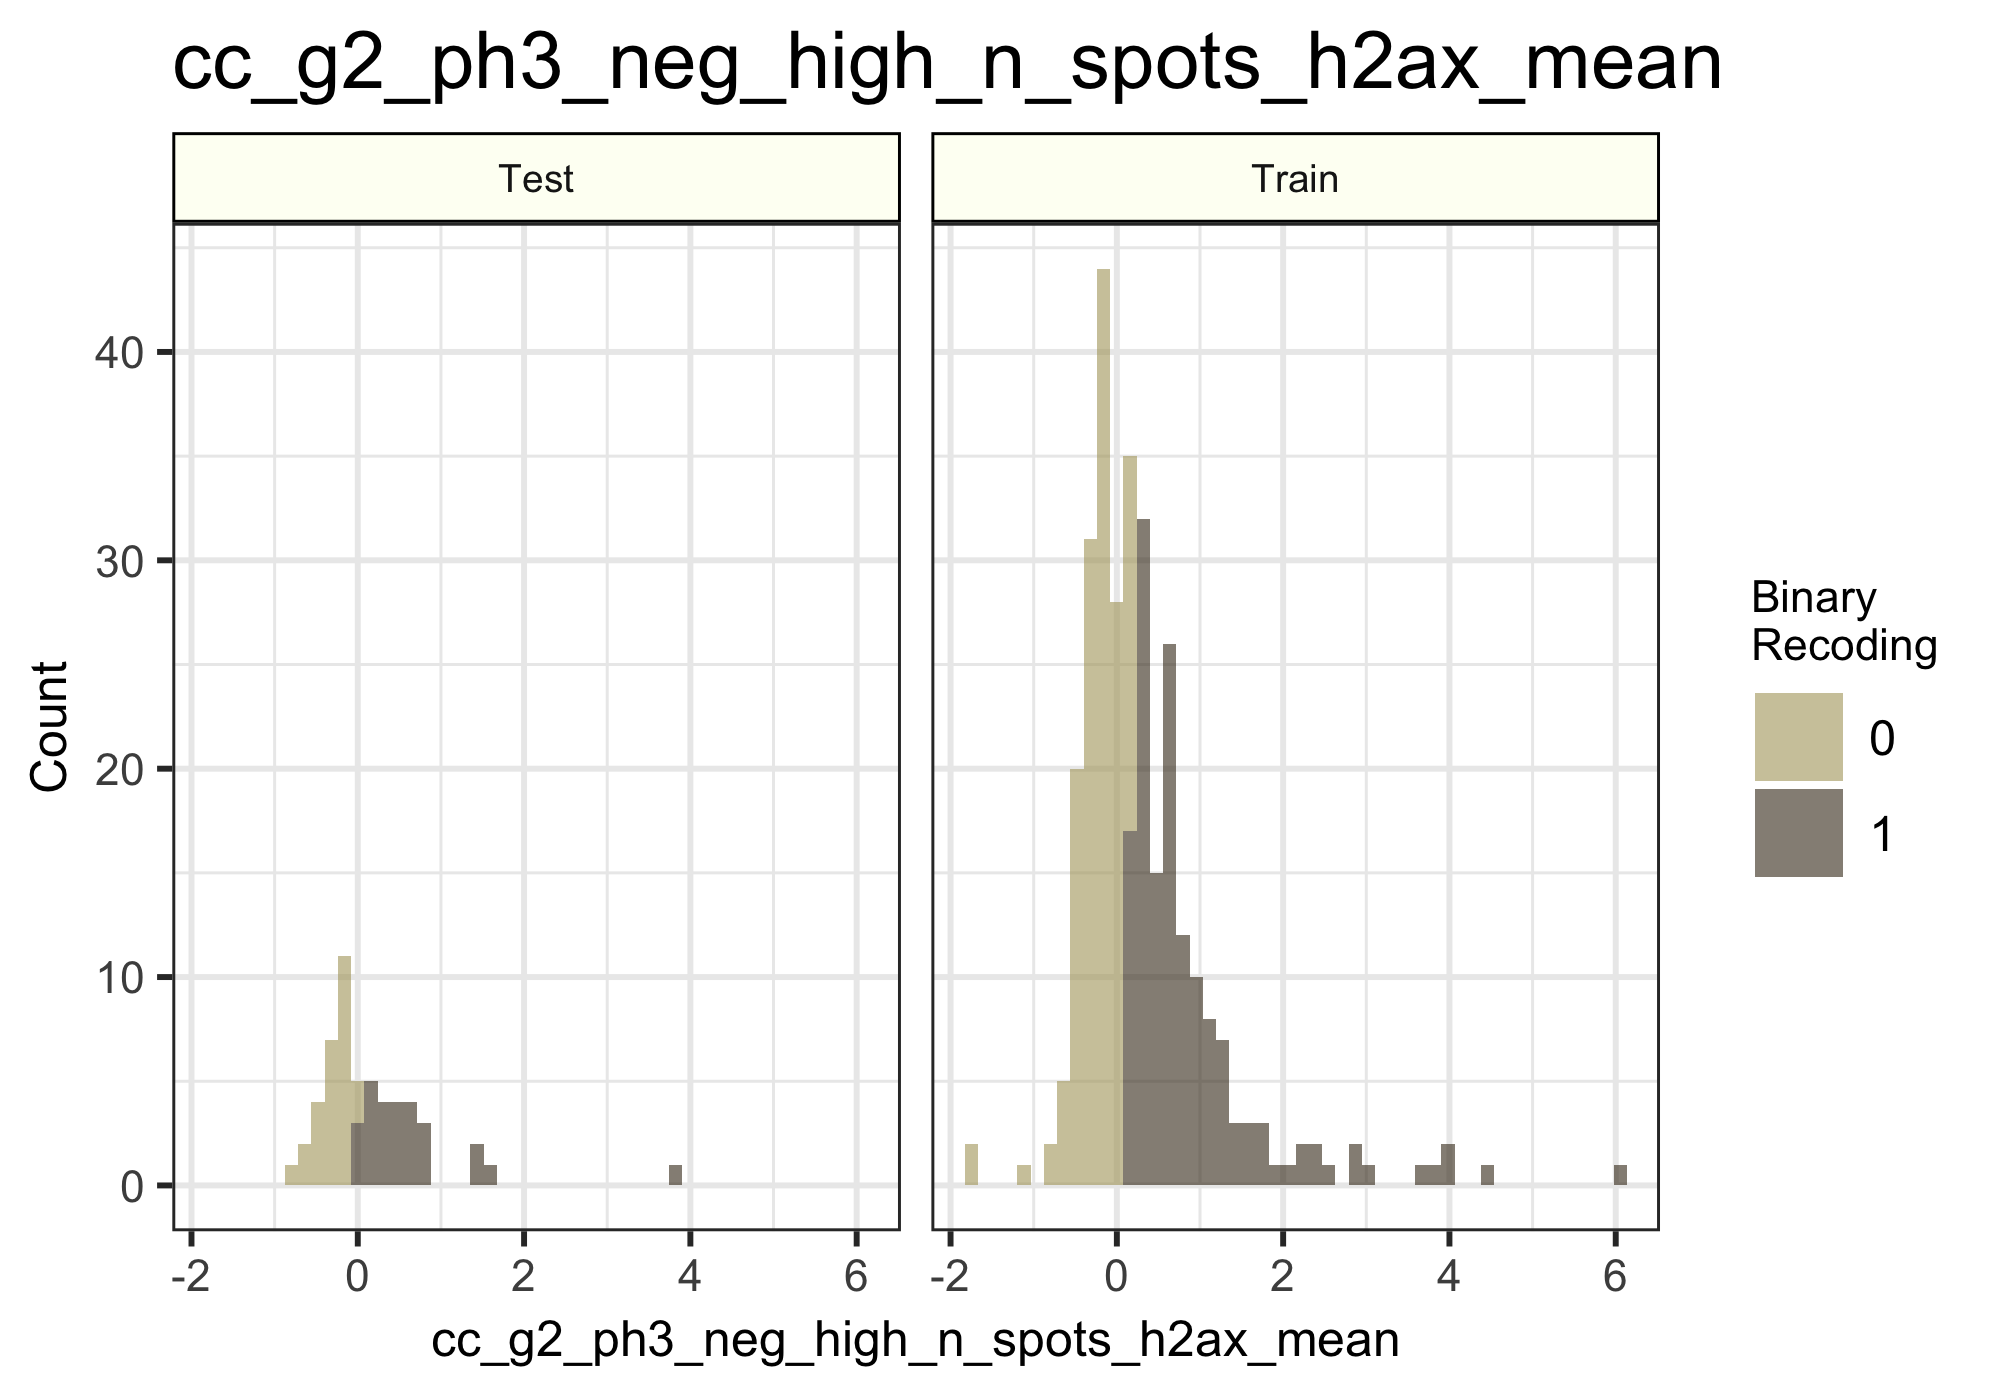 cc_g2_ph3_neg_high_n_spots_h2ax_mean
Test
Train
40
30
20
10
0
Count
-2
0
2
4
6
-2
0
2
4
6
cc_g2_ph3_neg_high_n_spots_h2ax_mean
Binary
Recoding
0
1